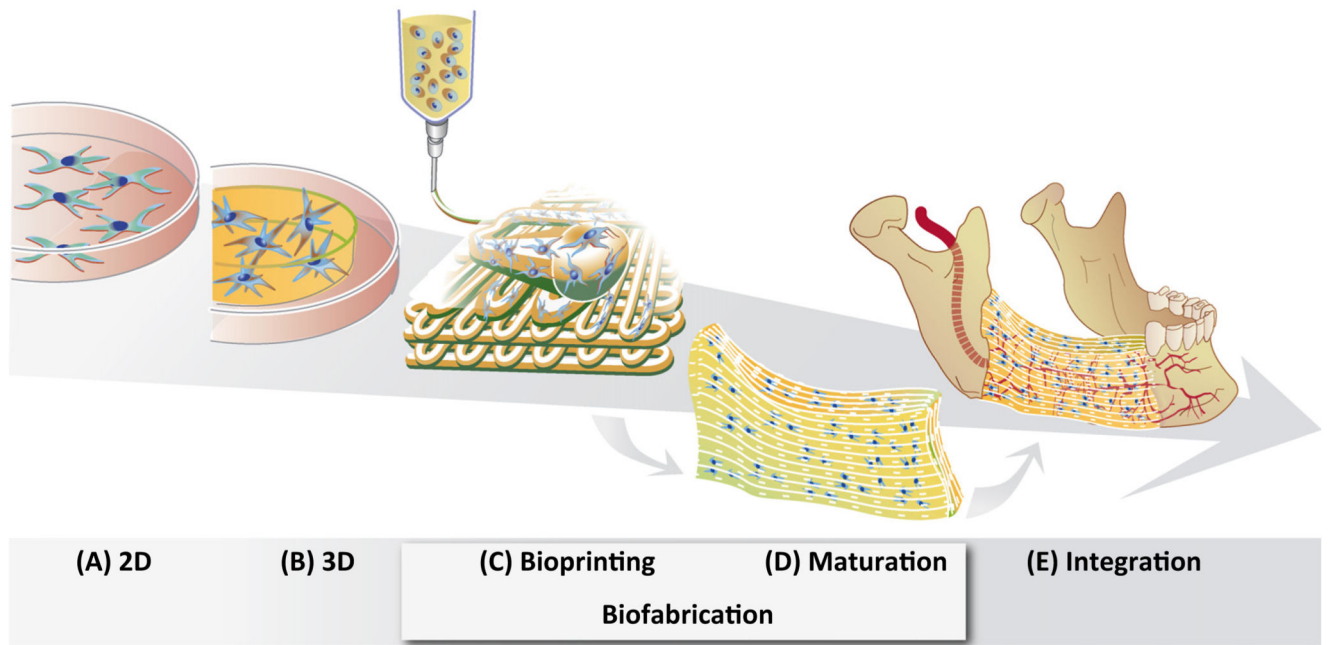 (A) 2D
(B) 3D
(C) Bioprinting
(D) Maturation
(E) Integration
Biofabrication